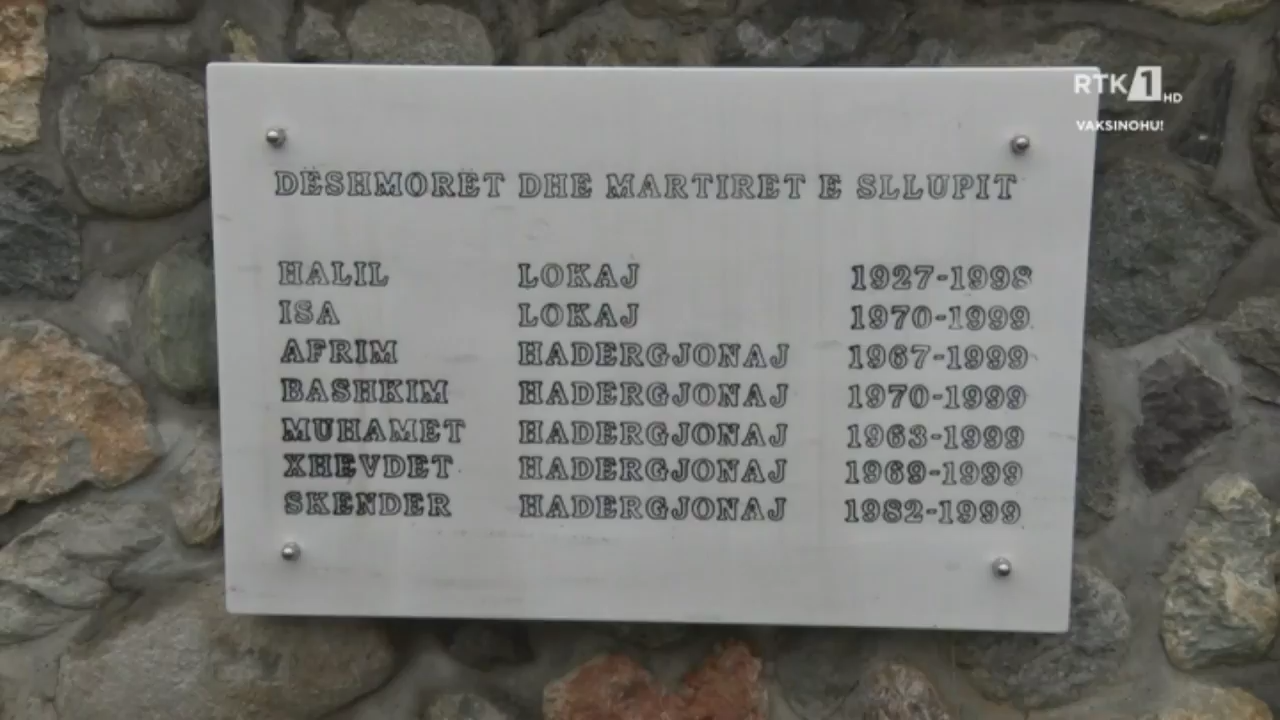 RTK 1 HD
VAKSINOHU!
DËSHMORËT DHE MARTIRET E SLLUPIT
HALIL LOKAJ 1927-1998
ISA LOKAJ 1970-1999
AFRIM HADERGJONAJ 1967-1999
BASHKIM HADERGJONAJ 1970-1999
MUHAMET HADERGJONAJ 1963-1999
XHEVDET HADERGJONAJ 1969-1999
SKENDER HADERGJONAJ 1982-1999